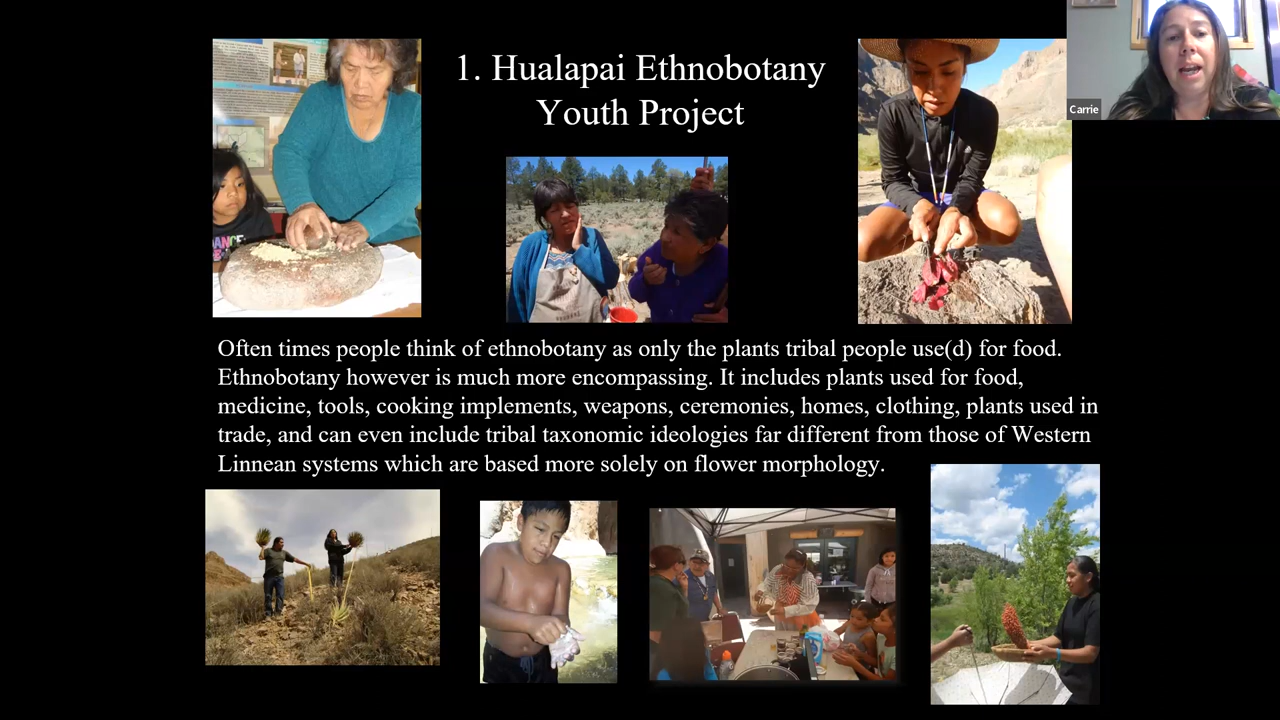 1. Hualapai Ethnobotany
Youth Project
Carrie
DANCE
Often times people think of ethnobotany as only the plants tribal people use(d) for food.
Ethnobotany however is much more encompassing. It includes plants used for food,
medicine, tools, cooking implements, weapons, ceremonies, homes, clothing, plants used in
trade, and can even include tribal taxonomic ideologies far different from those of Western
Linnean systems which are based more solely on flower morphology.